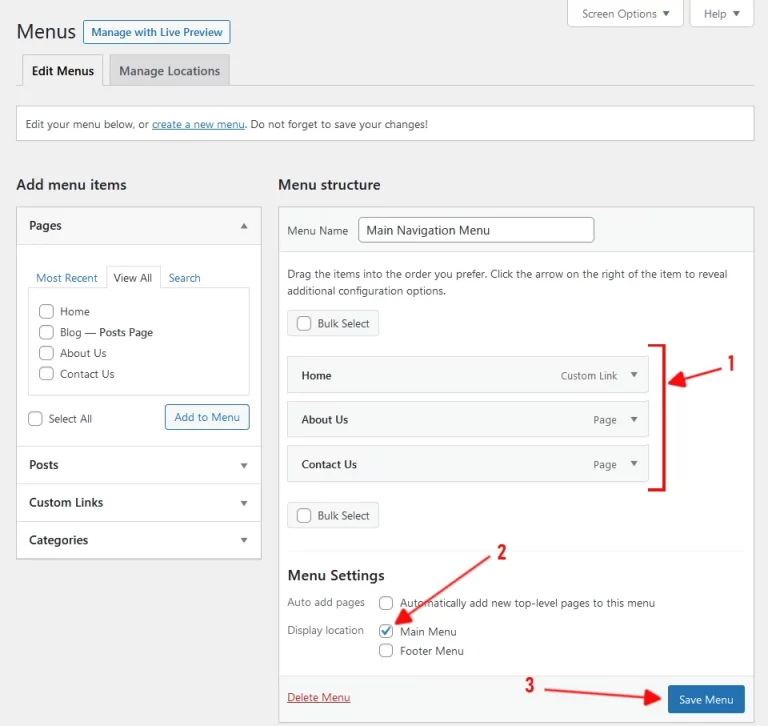 Screen Options
Help
Menus
Manage with Live Preview
Edit Menus
Manage Locations
Edit your menu below, or create a new menu. Do not forget to save your changes!
Add menu items
Pages
Most Recent
View All
Search
Home
Blog — Posts Page
About Us
Contact Us
Select All
Add to Menu
Posts
Custom Links
Categories
Menu structure
Menu Name
Main Navigation Menu
Drag the items into the order you prefer. Click the arrow on the right of the item to reveal
additional configuration options.
Bulk Select
Home
Custom Link
1
About Us
Page
Contact Us
Page
Bulk Select
2
Menu Settings
Auto add pages
Automatically add new top-level pages to this menu
Display location
Main Menu
Footer Menu
Delete Menu
3
Save Menu